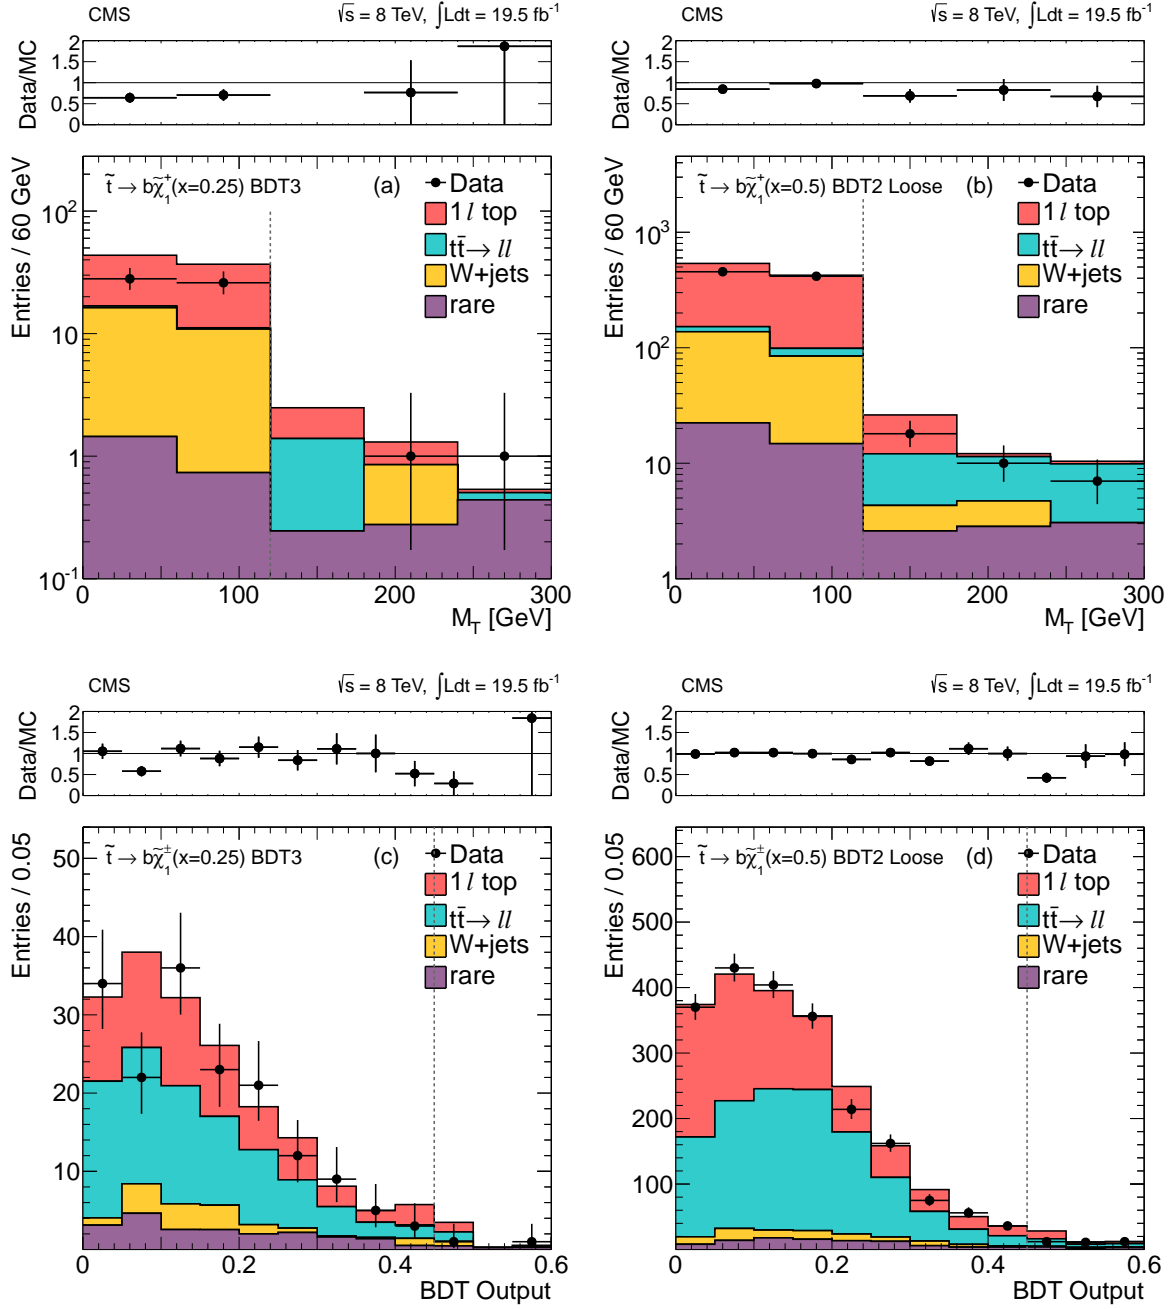 CMS √s = 8 TeV, ∫Ldt = 19.5 fb⁻¹
Data/MC
2
1.5
1
0.5
0
t̃ → bχ̃₁⁺(x=0.25) BDT3 (a)
Data
1l top
tt̄→ ll
W+jets
rare
Entries / 60 GeV
10²
10
1
10⁻¹
0 100 200 300
M_T [GeV]
CMS √s = 8 TeV, ∫Ldt = 19.5 fb⁻¹
Data/MC
2
1.5
1
0.5
0
t̃ → bχ̃₁⁺(x=0.5) BDT2 Loose (b)
Data
1l top
tt̄→ ll
W+jets
rare
Entries / 60 GeV
10³
10²
10
1
0 100 200 300
M_T [GeV]
CMS √s = 8 TeV, ∫Ldt = 19.5 fb⁻¹
Data/MC
2
1.5
1
0.5
0
t̃ → bχ̃₁±(x=0.25) BDT3 (c)
Data
1l top
tt̄→ ll
W+jets
rare
Entries / 0.05
50
40
30
20
10
0 0.2 0.4 0.6
BDT Output
CMS √s = 8 TeV, ∫Ldt = 19.5 fb⁻¹
Data/MC
2
1.5
1
0.5
0
t̃ → bχ̃₁±(x=0.5) BDT2 Loose (d)
Data
1l top
tt̄→ ll
W+jets
rare
Entries / 0.05
600
500
400
300
200
100
0 0.2 0.4 0.6
BDT Output